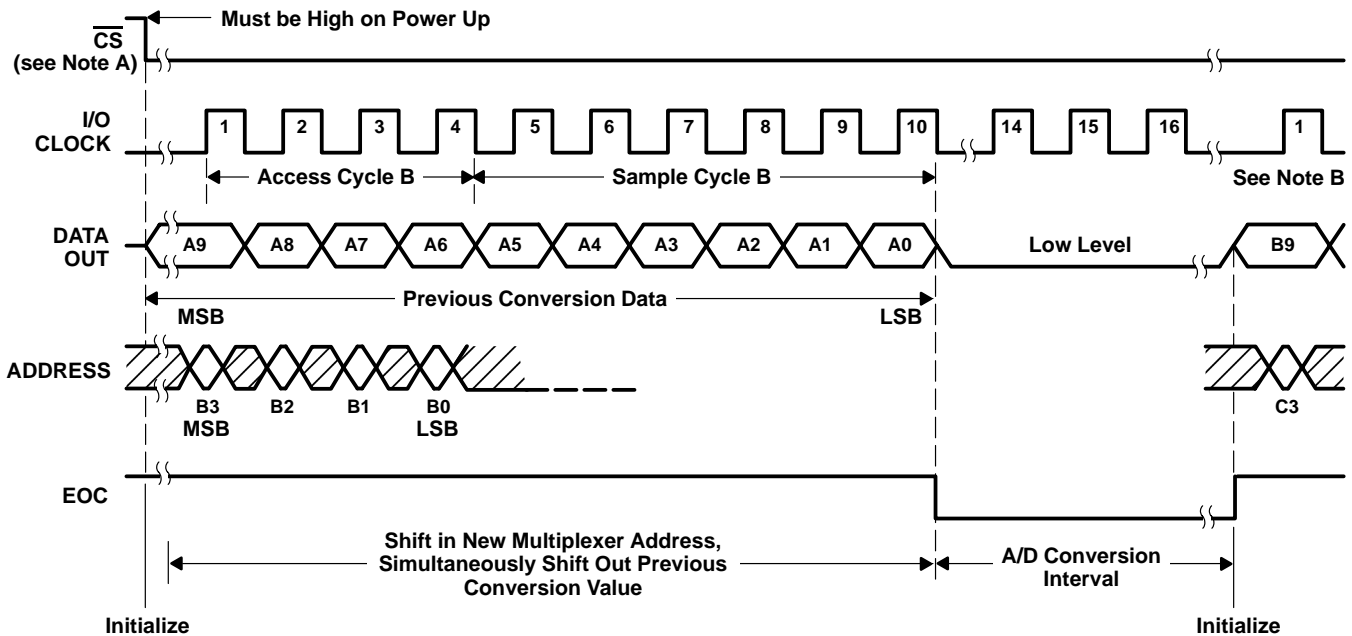 Must be High on Power Up
CS
(see Note A)
I/O
CLOCK
1 2 3 4 5 6 7 8 9 10 14 15 16 1
Access Cycle B Sample Cycle B See Note B
DATA
OUT
A9 A8 A7 A6 A5 A4 A3 A2 A1 A0 Low Level B9
Previous Conversion Data
MSB LSB
ADDRESS
B3 B2 B1 B0 C3
MSB LSB
EOC
Shift in New Multiplexer Address,
Simultaneously Shift Out Previous
Conversion Value
A/D Conversion
Interval
Initialize Initialize